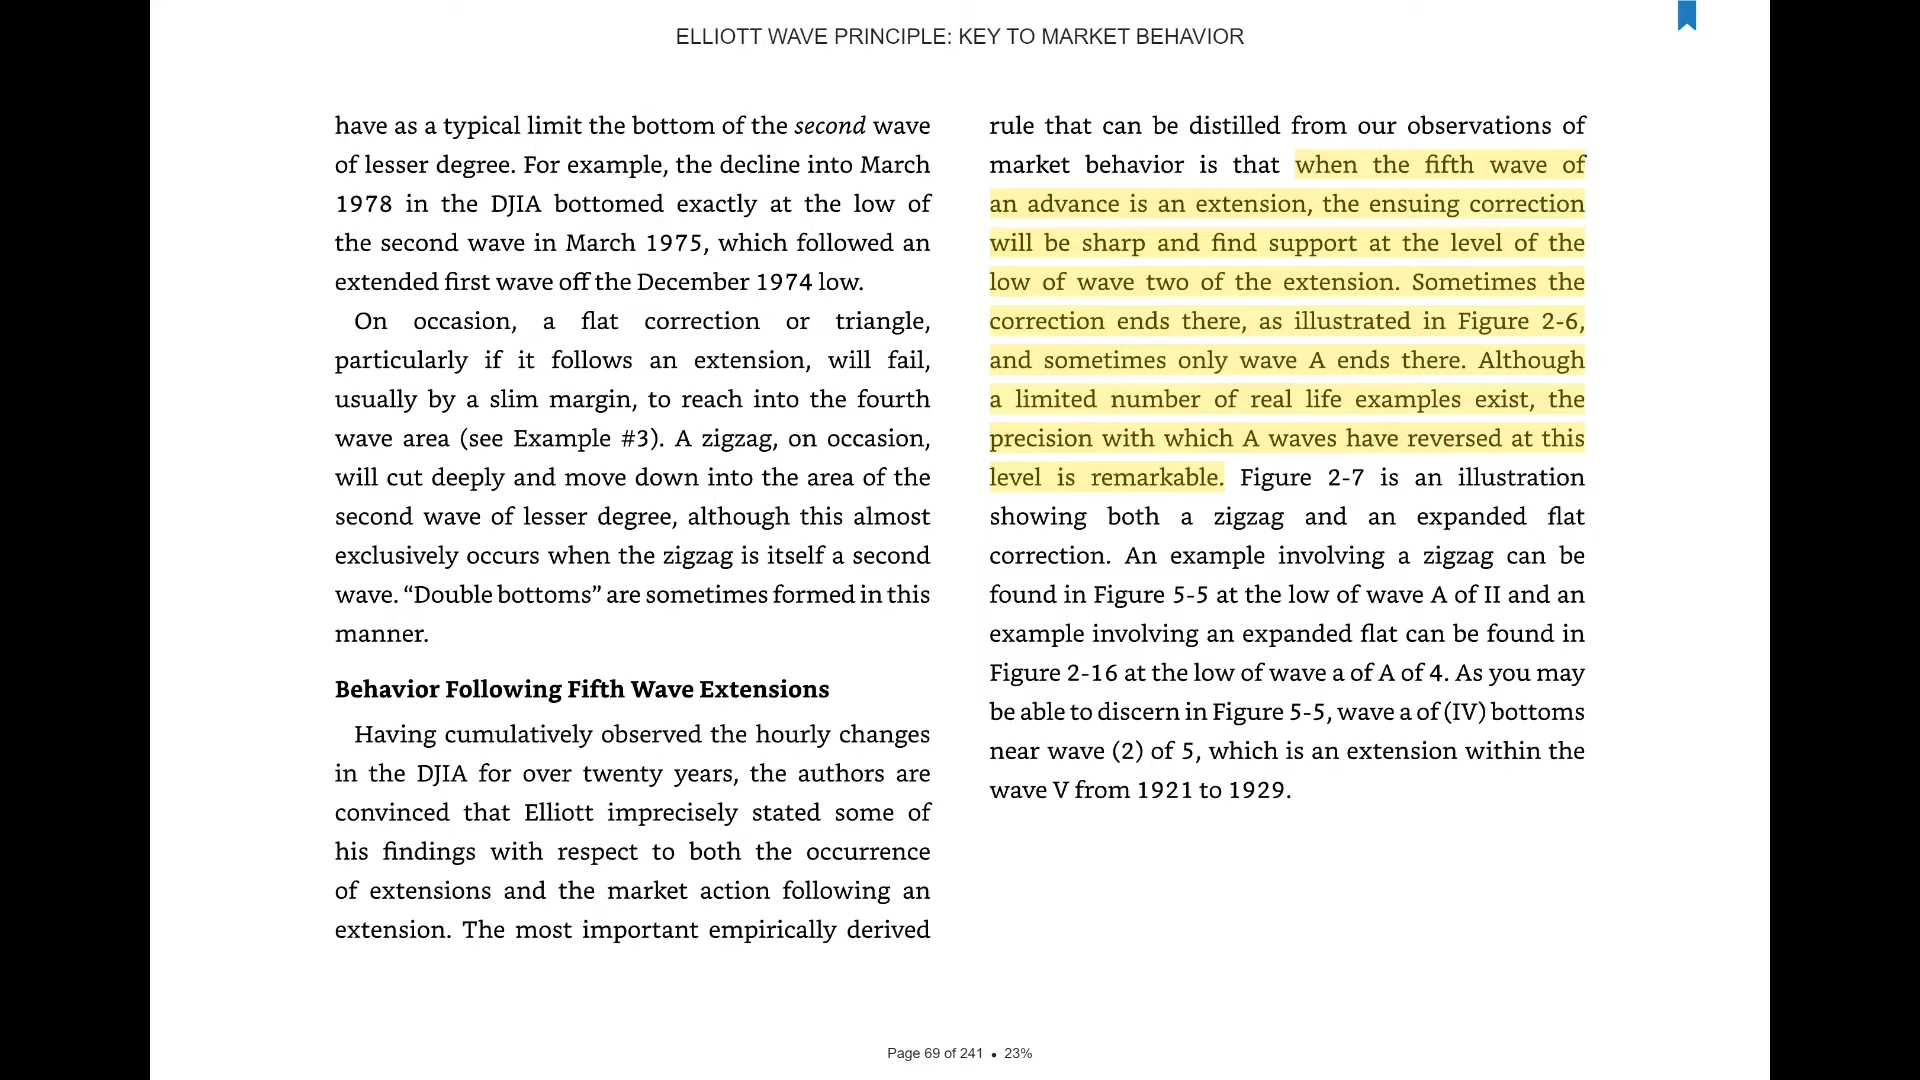 ELLIOTT WAVE PRINCIPLE: KEY TO MARKET BEHAVIOR
have as a typical limit the bottom of the second wave
of lesser degree. For example, the decline into March
1978 in the DJIA bottomed exactly at the low of
the second wave in March 1975, which followed an
extended first wave off the December 1974 low.
On occasion, a flat correction or triangle,
particularly if it follows an extension, will fail,
usually by a slim margin, to reach into the fourth
wave area (see Example #3). A zigzag, on occasion,
will cut deeply and move down into the area of the
second wave of lesser degree, although this almost
exclusively occurs when the zigzag is itself a second
wave. “Double bottoms” are sometimes formed in this
manner.
Behavior Following Fifth Wave Extensions
Having cumulatively observed the hourly changes
in the DJIA for over twenty years, the authors are
convinced that Elliott imprecisely stated some of
his findings with respect to both the occurrence
of extensions and the market action following an
extension. The most important empirically derived
rule that can be distilled from our observations of
market behavior is that when the fifth wave of
an advance is an extension, the ensuing correction
will be sharp and find support at the level of the
low of wave two of the extension. Sometimes the
correction ends there, as illustrated in Figure 2-6,
and sometimes only wave A ends there. Although
a limited number of real life examples exist, the
precision with which A waves have reversed at this
level is remarkable. Figure 2-7 is an illustration
showing both a zigzag and an expanded flat
correction. An example involving a zigzag can be
found in Figure 5-5 at the low of wave A of II and an
example involving an expanded flat can be found in
Figure 2-16 at the low of wave a of A of 4. As you may
be able to discern in Figure 5-5, wave a of (IV) bottoms
near wave (2) of 5, which is an extension within the
wave V from 1921 to 1929.
Page 69 of 241 • 23%